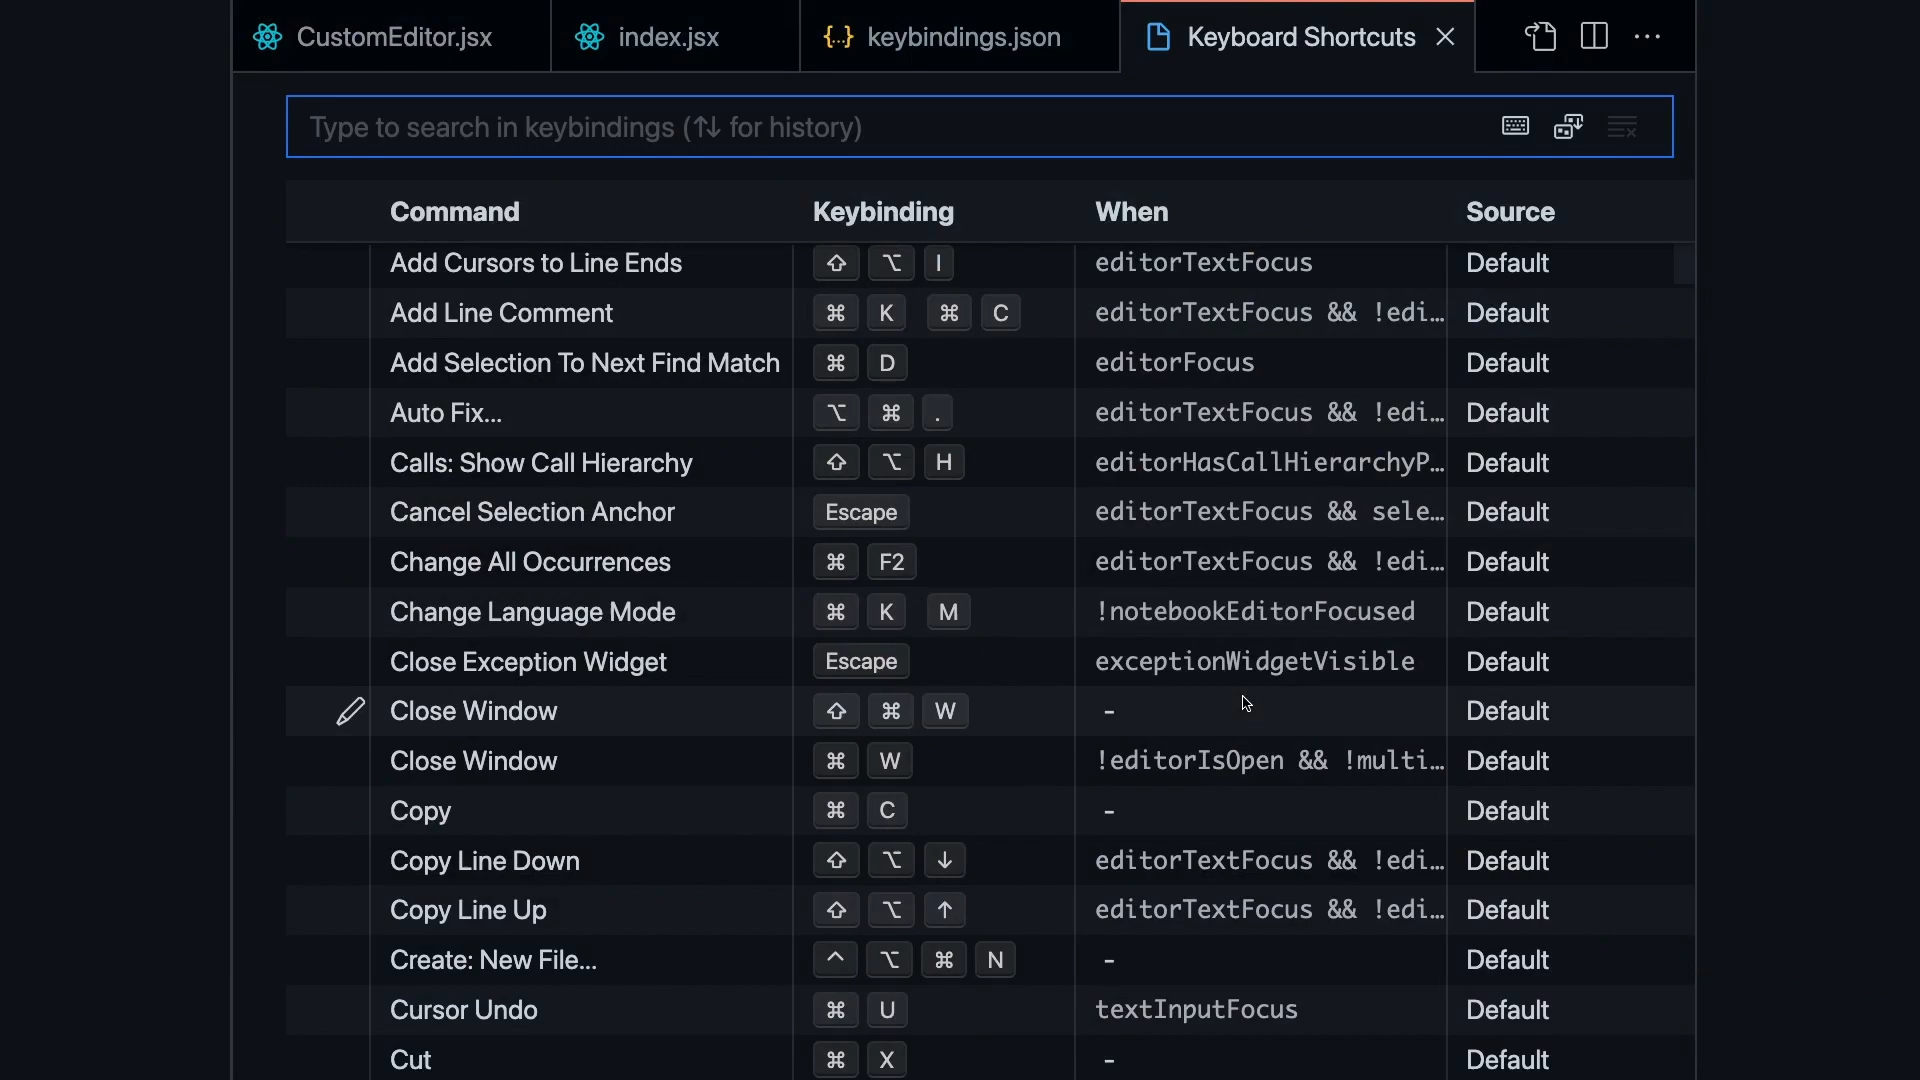 CustomEditor.jsx index.jsx {..} keybindings.json Keyboard Shortcuts
Type to search in keybindings (↑↓ for history)
Command Keybinding When Source
Add Cursors to Line Ends ⇧ ⌥ I editorTextFocus Default
Add Line Comment ⌘ K ⌘ C editorTextFocus && !edi… Default
Add Selection To Next Find Match ⌘ D editorFocus Default
Auto Fix... ⌥ ⌘ . editorTextFocus && !edi… Default
Calls: Show Call Hierarchy ⇧ ⌥ H editorHasCallHierarchyP… Default
Cancel Selection Anchor Escape editorTextFocus && sele… Default
Change All Occurrences ⌘ F2 editorTextFocus && !edi… Default
Change Language Mode ⌘ K M !notebookEditorFocused Default
Close Exception Widget Escape exceptionWidgetVisible Default
Close Window ⇧ ⌘ W - Default
Close Window ⌘ W !editorIsOpen && !multi… Default
Copy ⌘ C - Default
Copy Line Down ⇧ ⌥ ↓ editorTextFocus && !edi… Default
Copy Line Up ⇧ ⌥ ↑ editorTextFocus && !edi… Default
Create: New File... ^ ⌥ ⌘ N - Default
Cursor Undo ⌘ U textInputFocus Default
Cut ⌘ X - Default